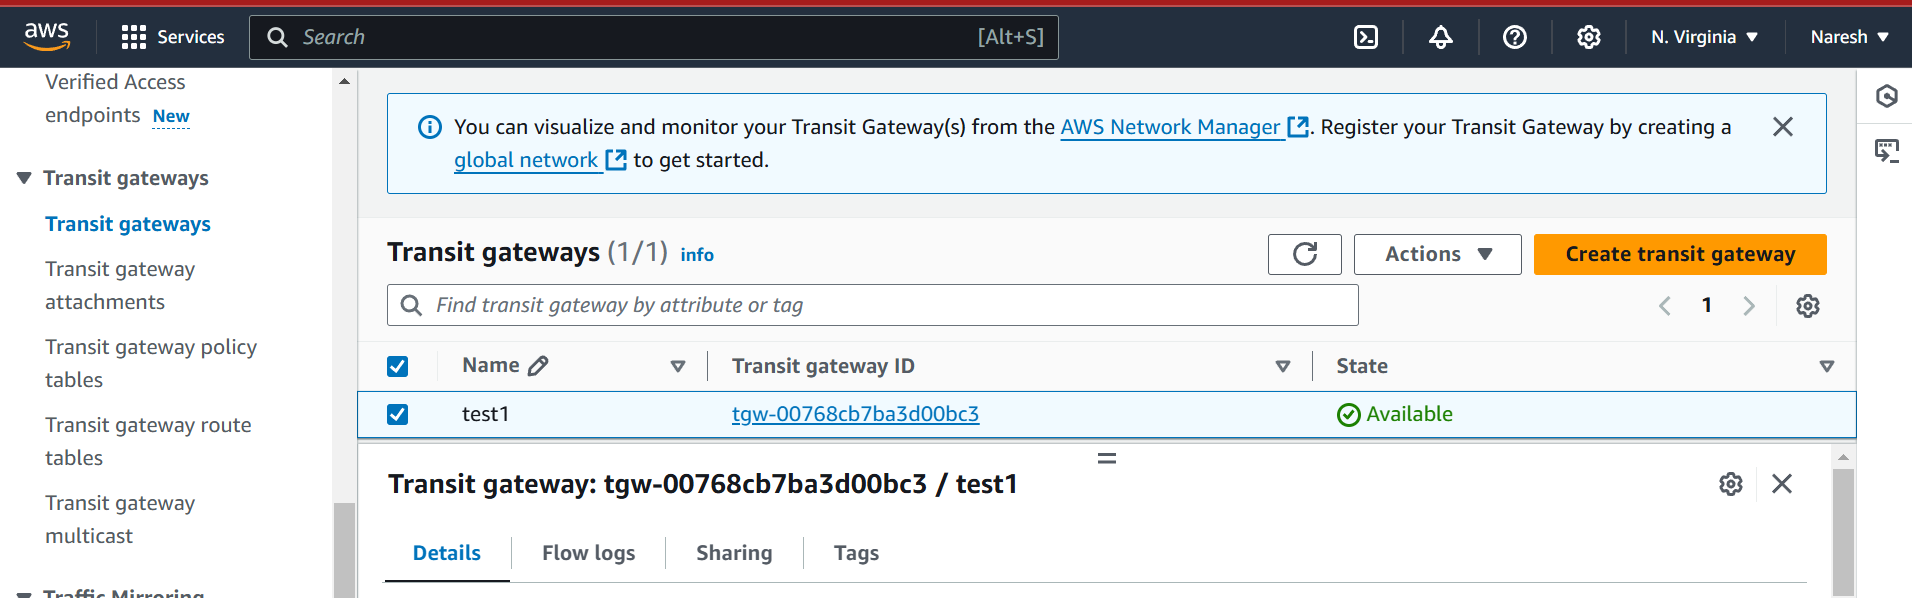 aws
Services
Search
[Alt+S]
N. Virginia
Naresh
Verified Access
endpoints New
Transit gateways
Transit gateways
Transit gateway
attachments
Transit gateway policy
tables
Transit gateway route
tables
Transit gateway
multicast
Traffic Mirroring
You can visualize and monitor your Transit Gateway(s) from the AWS Network Manager. Register your Transit Gateway by creating a
global network to get started.
Transit gateways (1/1) info
Actions
Create transit gateway
Find transit gateway by attribute or tag
1
Name
Transit gateway ID
State
test1
tgw-00768cb7ba3d00bc3
Available
Transit gateway: tgw-00768cb7ba3d00bc3 / test1
Details
Flow logs
Sharing
Tags